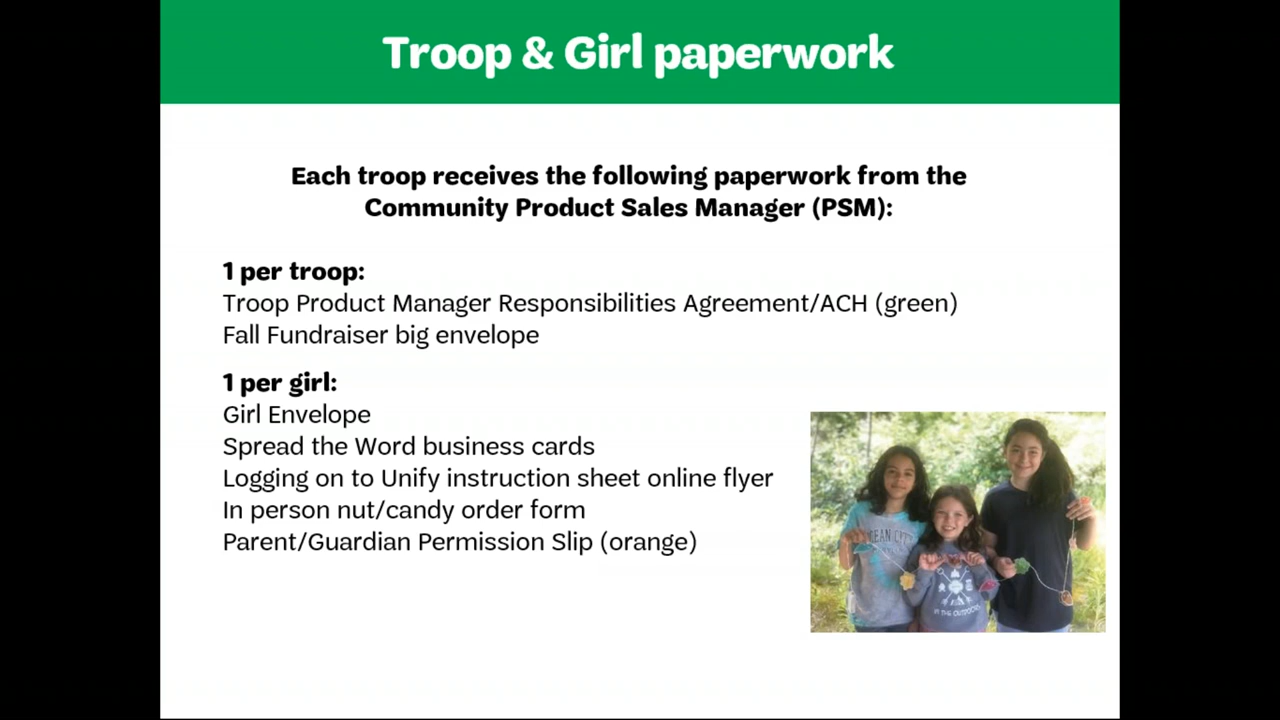 Troop & Girl paperwork
Each troop receives the following paperwork from the
Community Product Sales Manager (PSM):
1 per troop:
Troop Product Manager Responsibilities Agreement/ACH (green)
Fall Fundraiser big envelope
1 per girl:
Girl Envelope
Spread the Word business cards
Logging on to Unify instruction sheet online flyer
In person nut/candy order form
Parent/Guardian Permission Slip (orange)
IN THE OUTDOORS